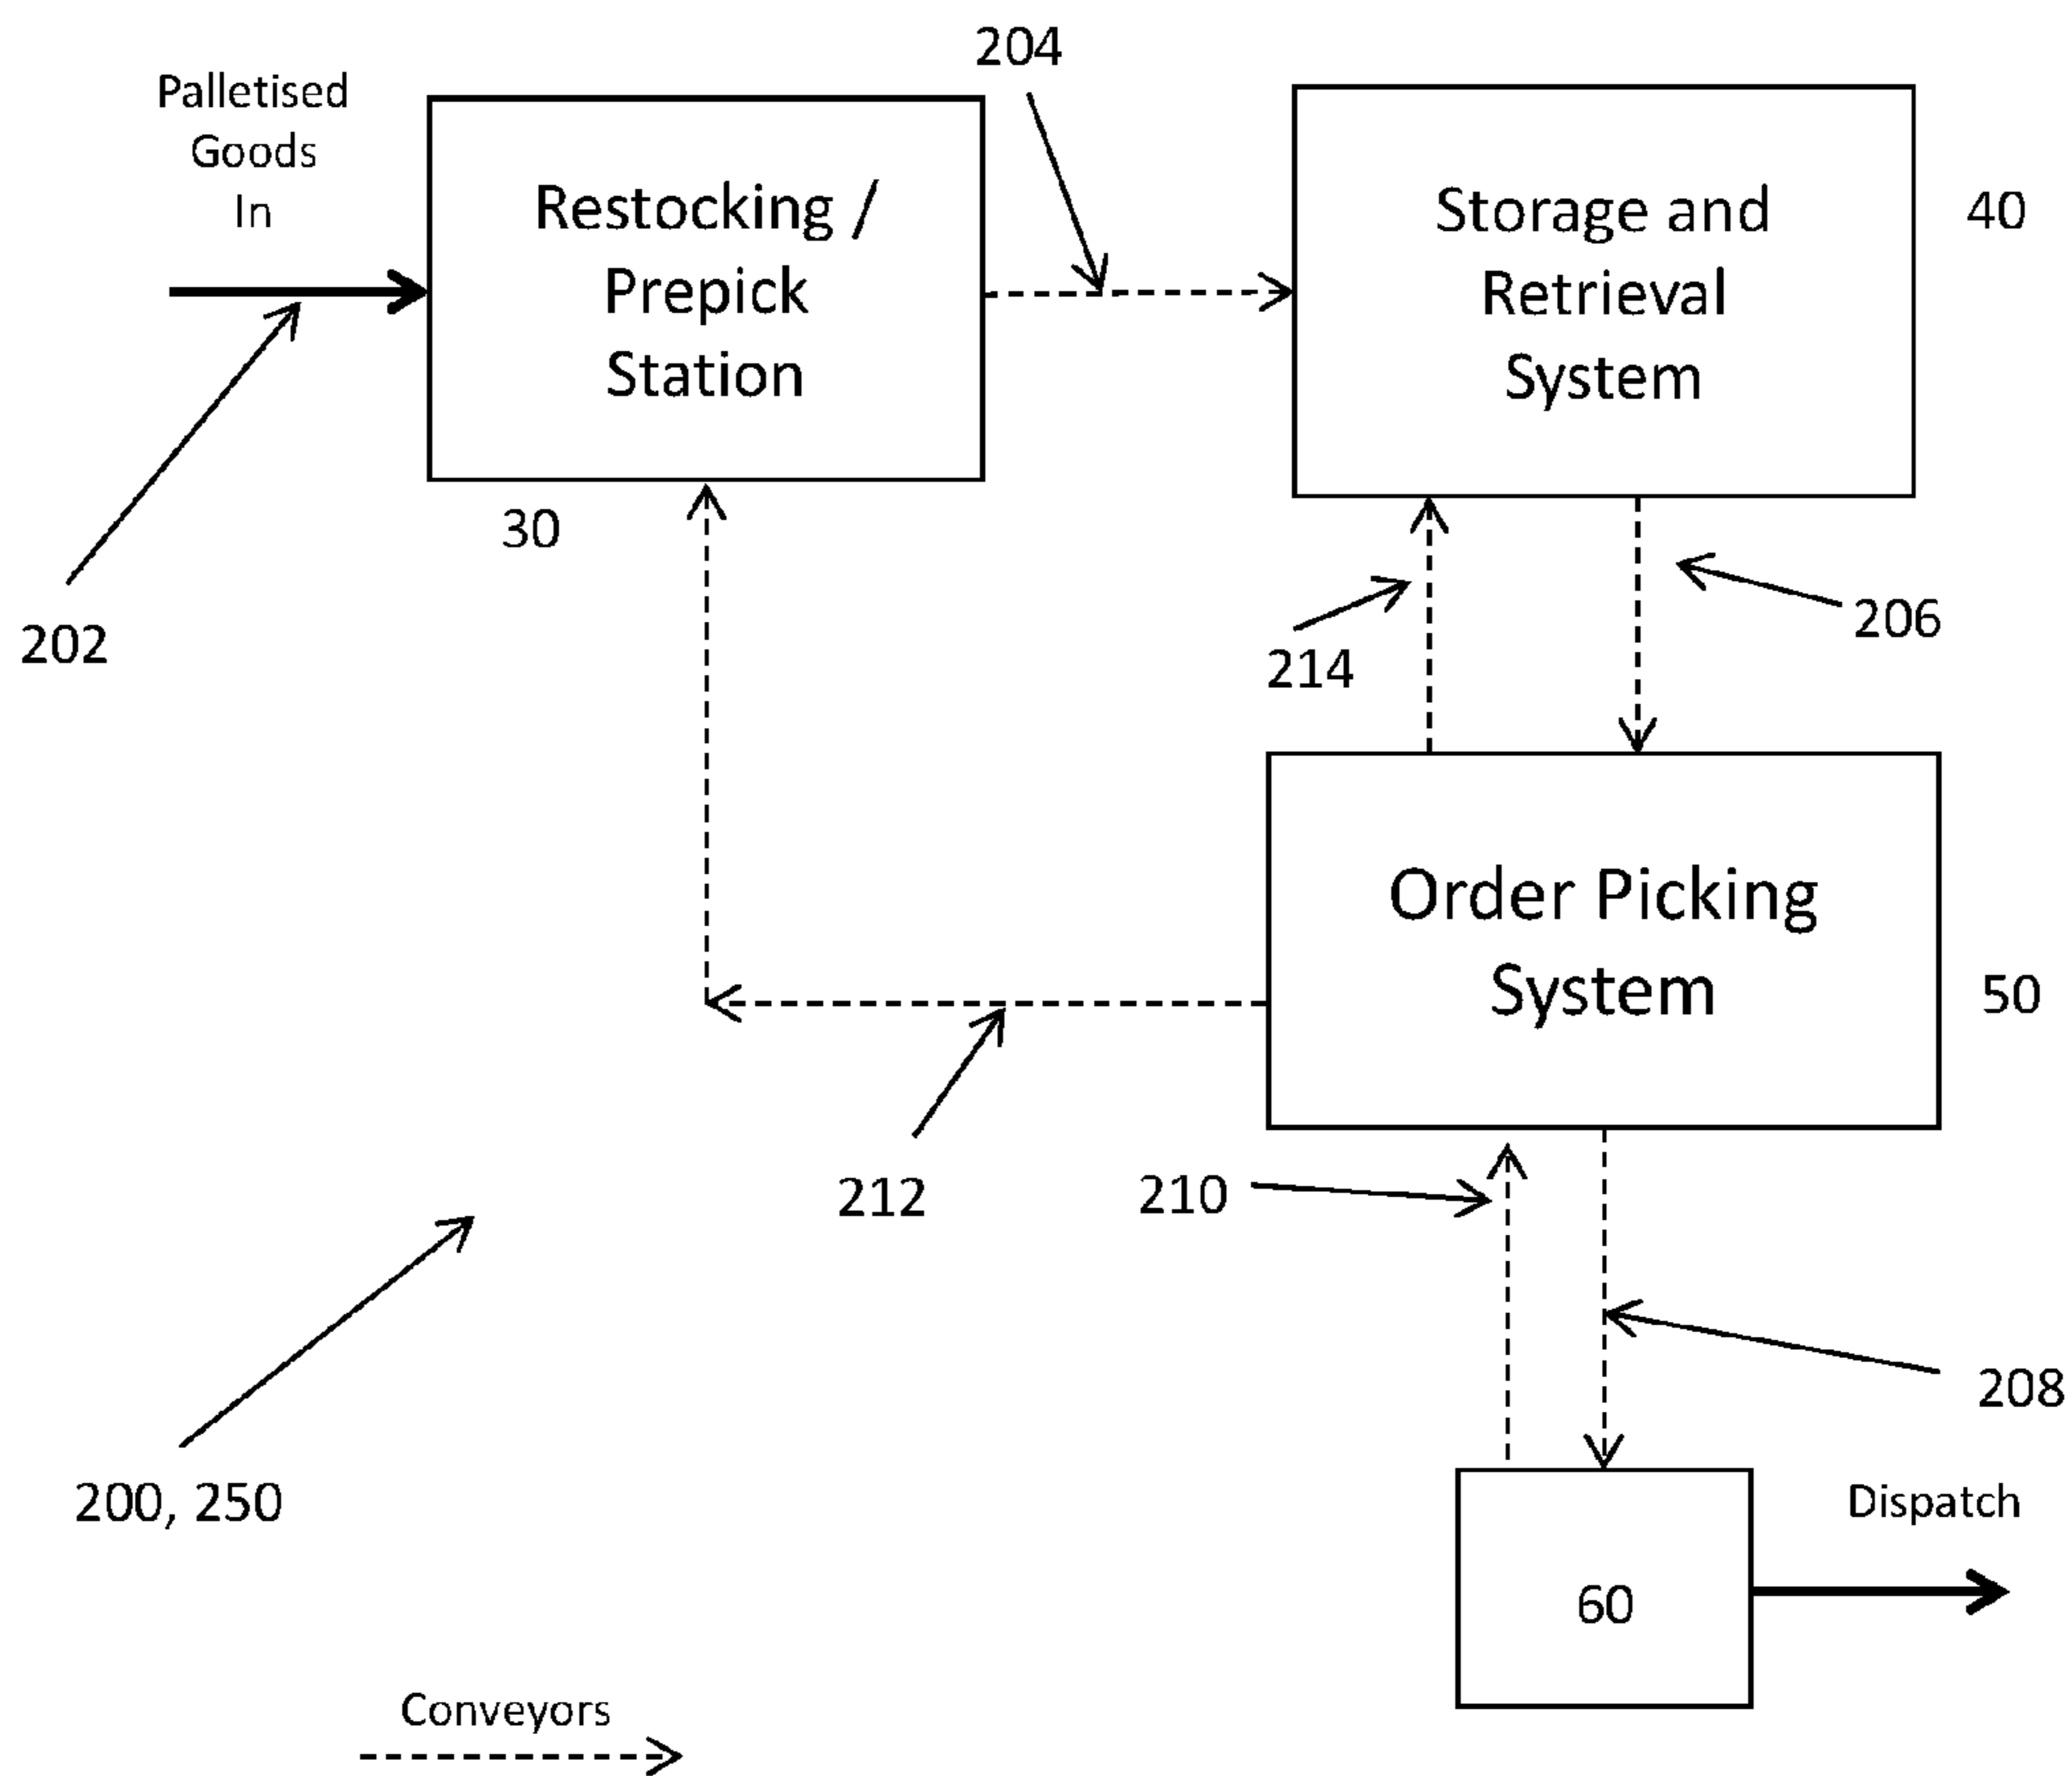 204
Palletised
Goods
In
Restocking /
Prepick
Station
Storage and
Retrieval
System
40
30
202
214
206
Order Picking
System
50
212
210
208
200, 250
Dispatch
60
Conveyors